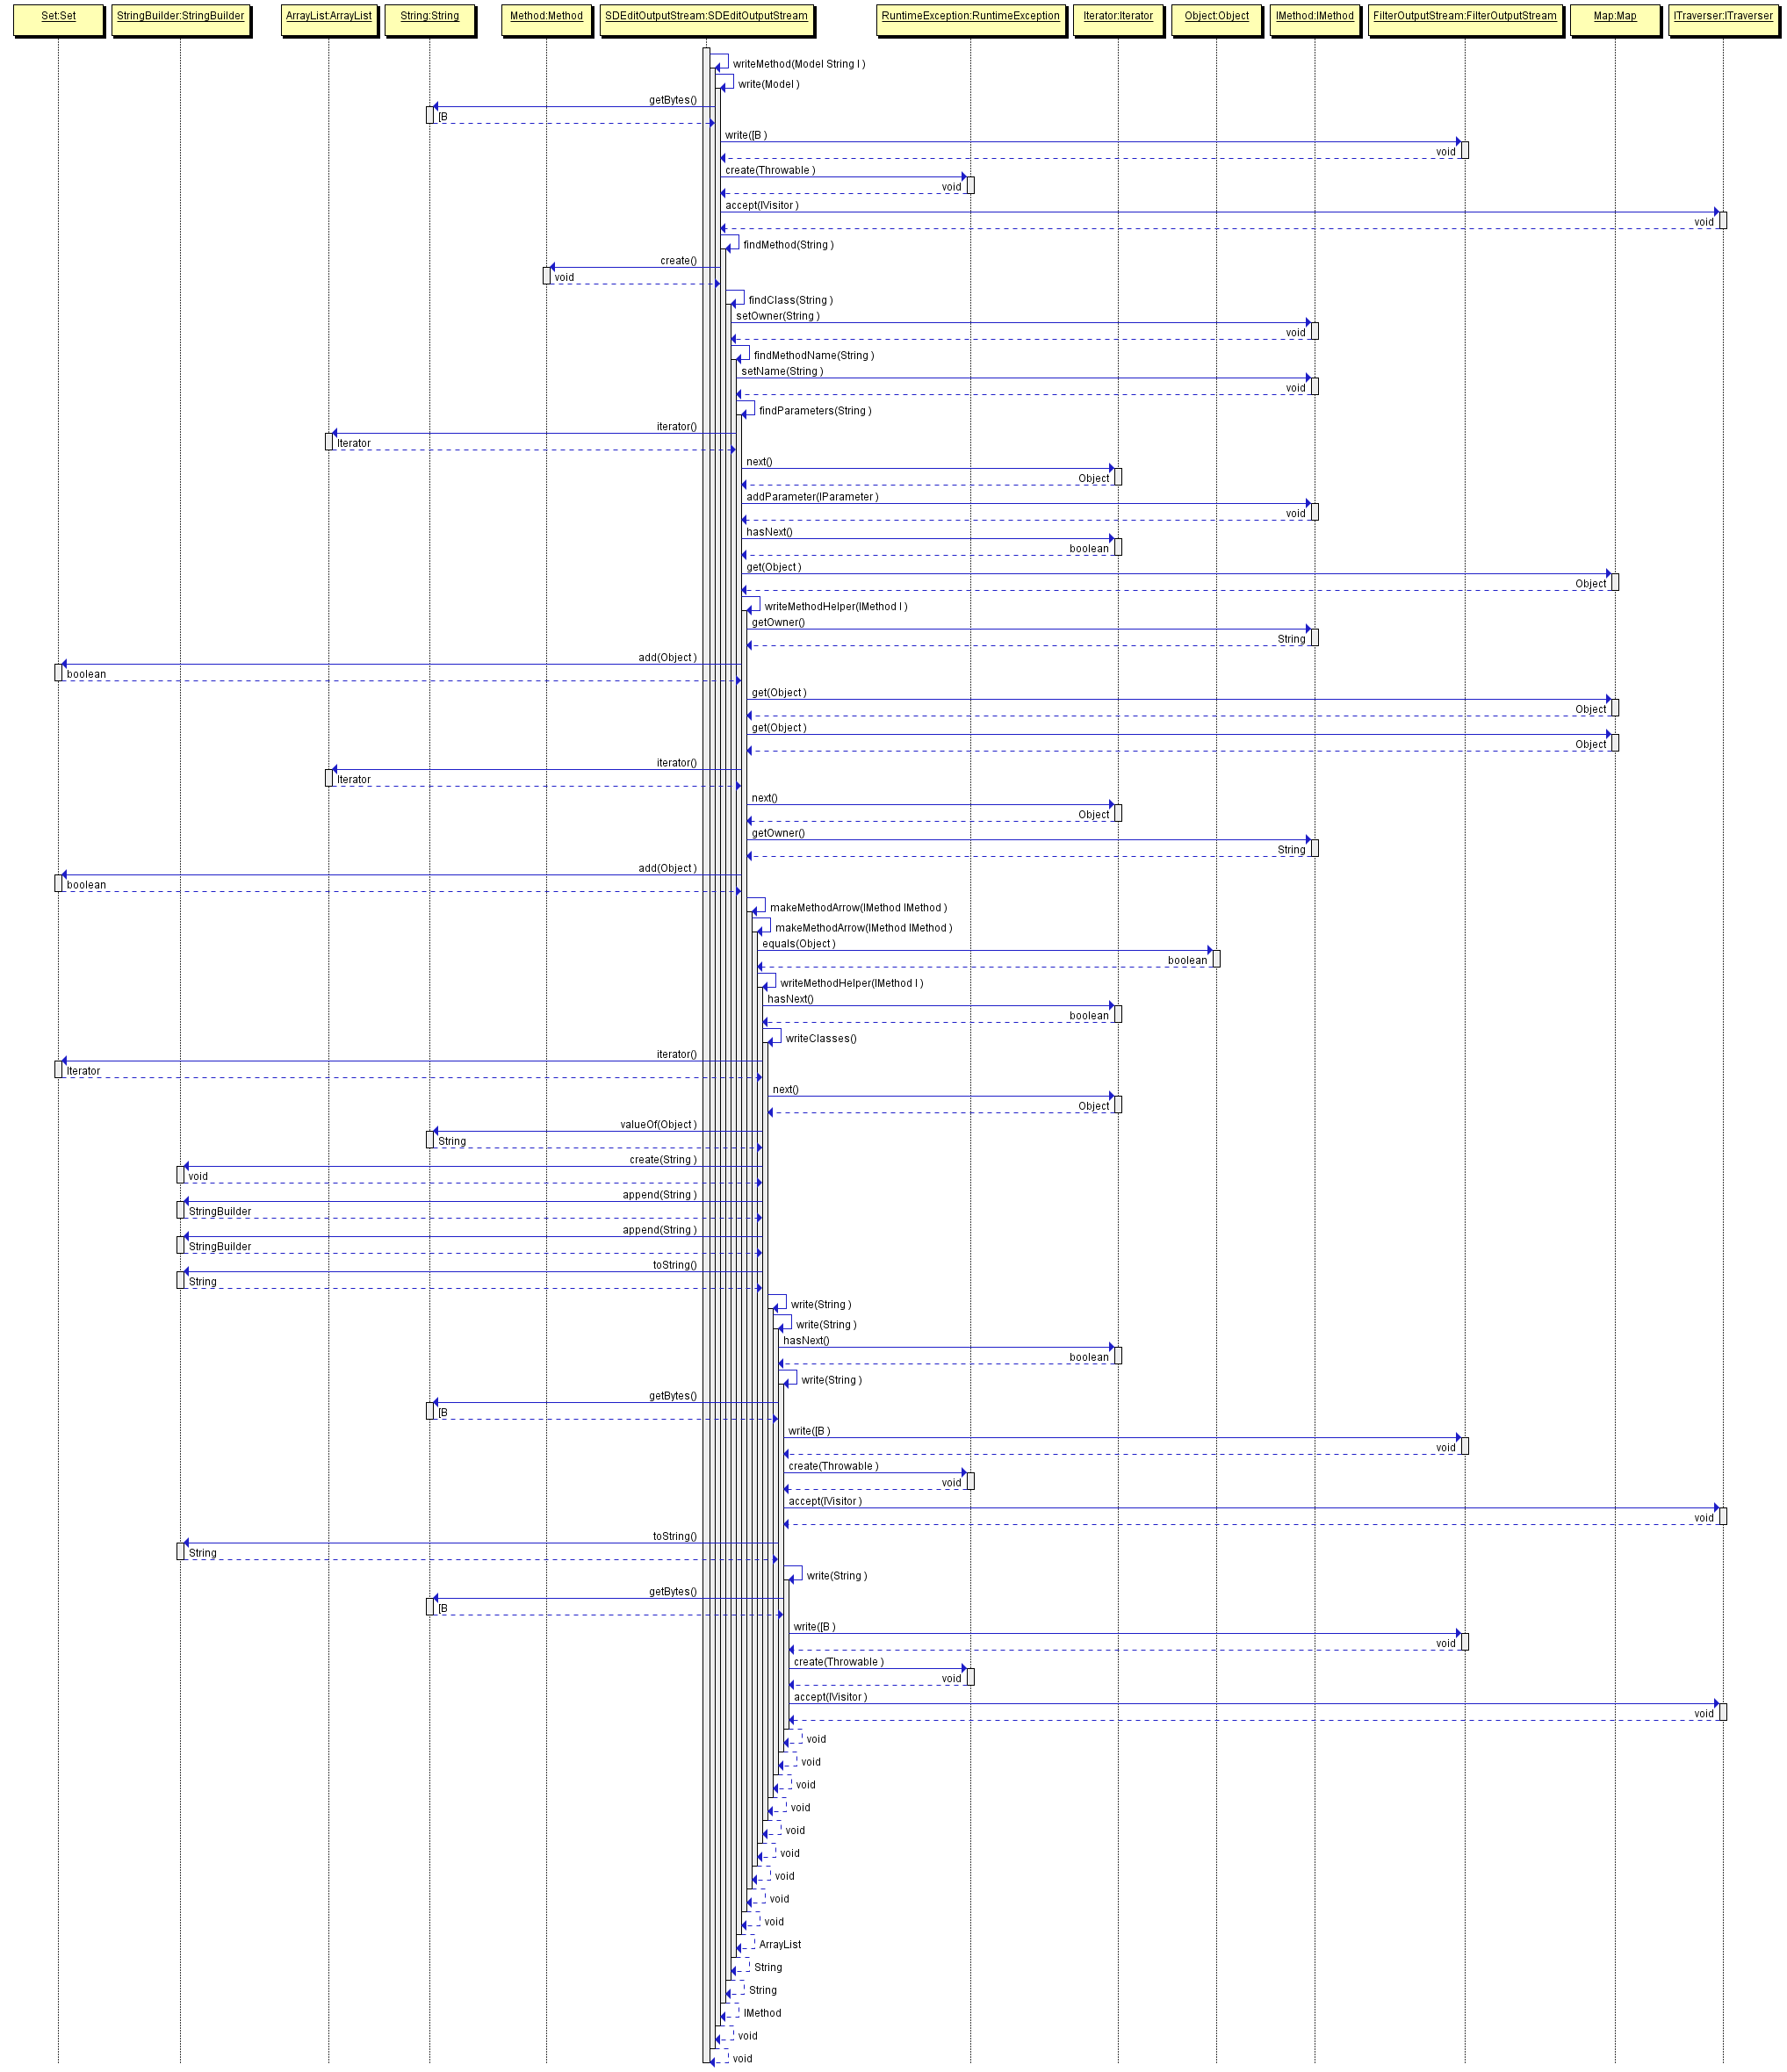 Set:Set
StringBuilder:StringBuilder
ArrayList:ArrayList
String:String
Method:Method
SDEditOutputStream:SDEditOutputStream
RuntimeException:RuntimeException
Iterator:Iterator
Object:Object
IMethod:IMethod
FilterOutputStream:FilterOutputStream
Map:Map
ITraverser:ITraverser
writeMethod(Model String I )
write(Model )
getBytes()
[B
write([B )
void
create(Throwable )
void
accept(IVisitor )
void
findMethod(String )
create()
void
findClass(String )
setOwner(String )
void
findMethodName(String )
setName(String )
void
findParameters(String )
iterator()
Iterator
next()
Object
addParameter(IParameter )
void
hasNext()
boolean
get(Object )
Object
writeMethodHelper(IMethod I )
getOwner()
String
add(Object )
boolean
get(Object )
Object
get(Object )
Object
iterator()
Iterator
next()
Object
getOwner()
String
add(Object )
boolean
makeMethodArrow(IMethod IMethod )
makeMethodArrow(IMethod IMethod )
equals(Object )
boolean
writeMethodHelper(IMethod I )
hasNext()
boolean
writeClasses()
iterator()
Iterator
next()
Object
valueOf(Object )
String
create(String )
void
append(String )
StringBuilder
append(String )
StringBuilder
toString()
String
write(String )
write(String )
hasNext()
boolean
write(String )
getBytes()
[B
write([B )
void
create(Throwable )
void
accept(IVisitor )
void
toString()
String
write(String )
getBytes()
[B
write([B )
void
create(Throwable )
void
accept(IVisitor )
void
void
void
void
void
void
void
void
void
void
ArrayList
String
String
IMethod
void
void